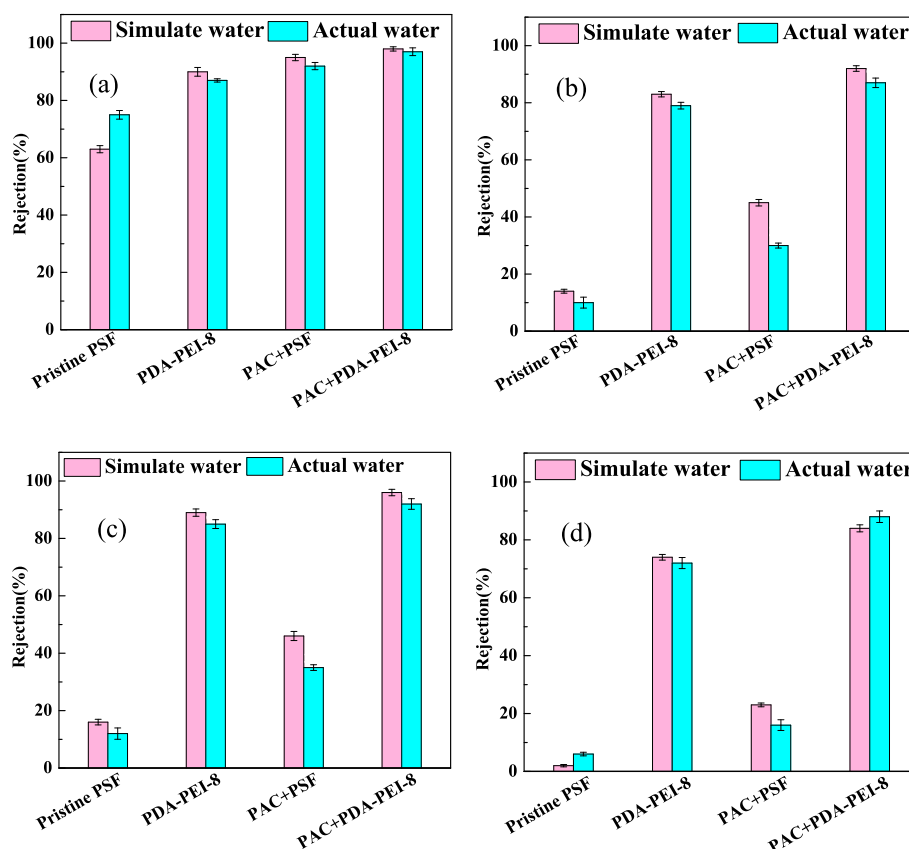 Simulate water Actual water
(a)
Rejection(%)
100
80
60
40
20
0
Pristine PSF PDA-PEI-8 PAC+PSF PAC+PDA-PEI-8
Simulate water Actual water
(b)
Rejection(%)
100
80
60
40
20
0
Pristine PSF PDA-PEI-8 PAC+PSF PAC+PDA-PEI-8
Simulate water Actual water
(c)
Rejection(%)
100
80
60
40
20
0
Pristine PSF PDA-PEI-8 PAC+PSF PAC+PDA-PEI-8
Simulate water Actual water
(d)
Rejection(%)
100
80
60
40
20
0
Pristine PSF PDA-PEI-8 PAC+PSF PAC+PDA-PEI-8